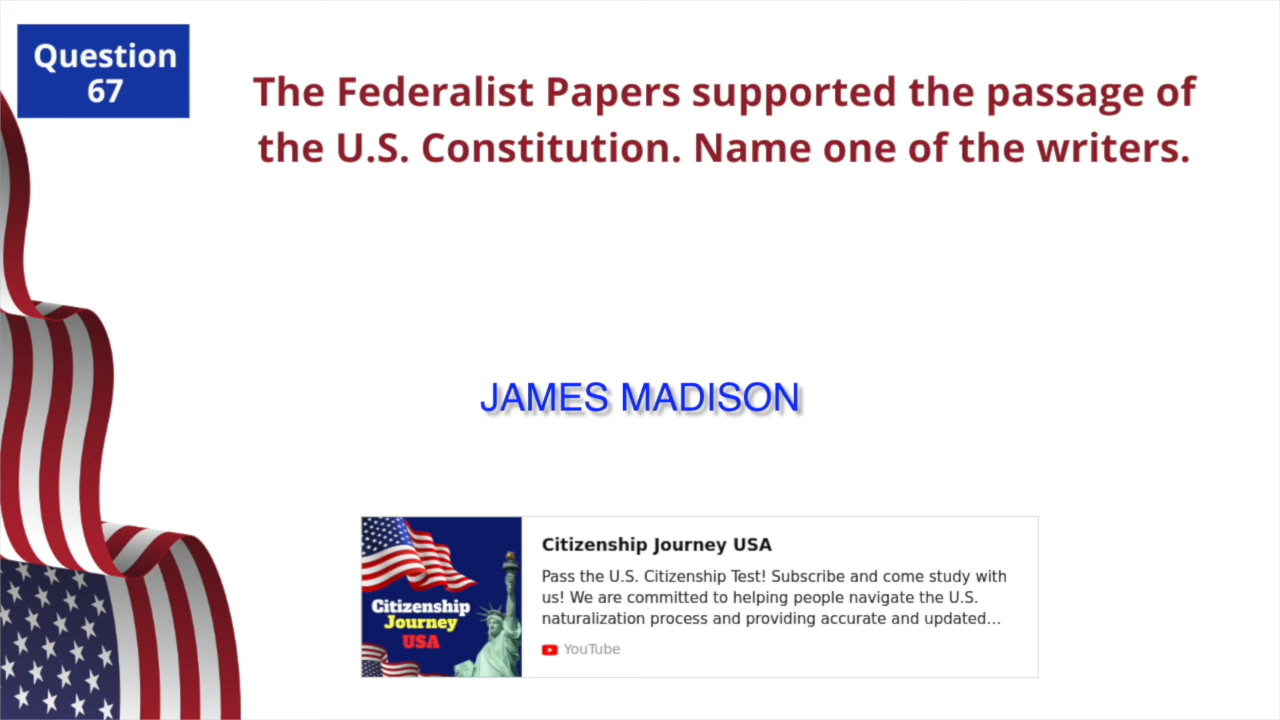 Question
67
The Federalist Papers supported the passage of
the U.S. Constitution. Name one of the writers.
JAMES MADISON
Citizenship
Journey
USA
Citizenship Journey USA
Pass the U.S. Citizenship Test! Subscribe and come study with
us! We are committed to helping people navigate the U.S.
naturalization process and providing accurate and updated...
YouTube